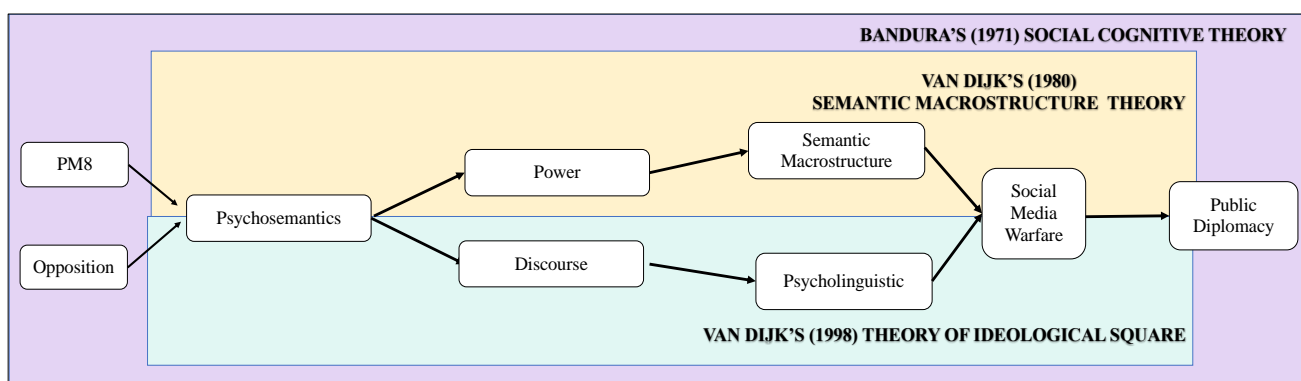 BANDURA'S (1971) SOCIAL COGNITIVE THEORY
VAN DIJK'S (1980)
SEMANTIC MACROSTRUCTURE THEORY
PM8
Opposition
Psychosemantics
Power
Discourse
Semantic
Macrostructure
Psycholinguistic
Social
Media
Warfare
Public
Diplomacy
VAN DIJK'S (1998) THEORY OF IDEOLOGICAL SQUARE